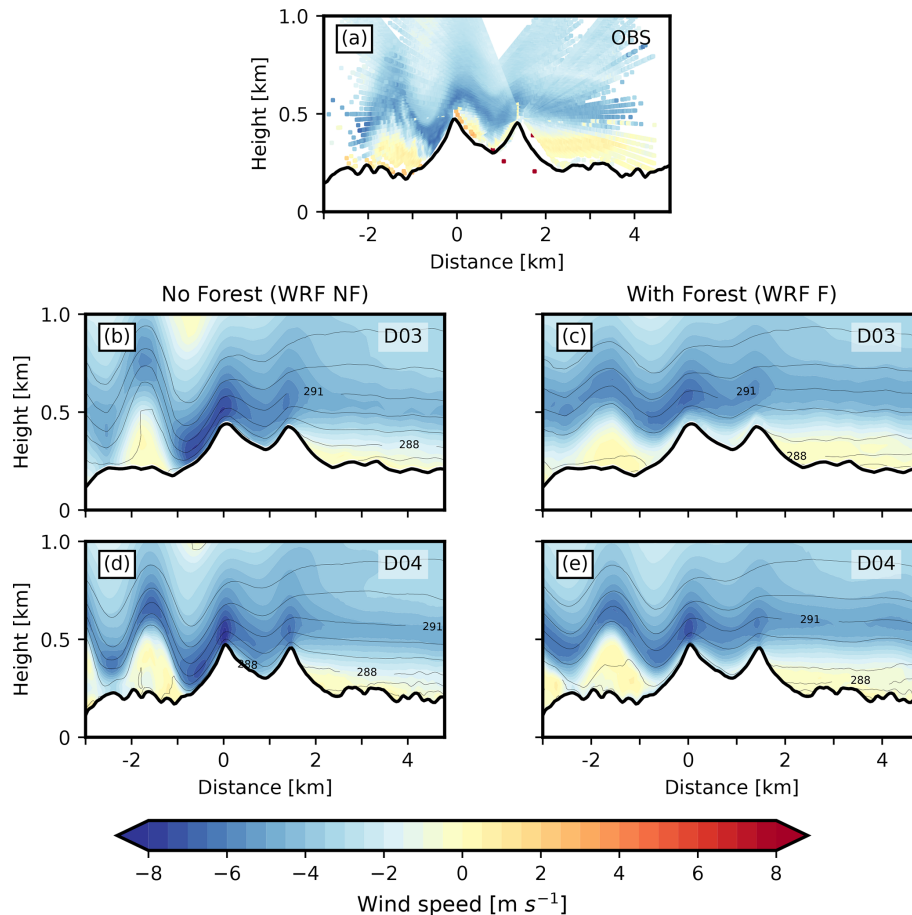 1.0
(a)
OBS
Height [km]
0.5
0
-2
0
2
4
Distance [km]
No Forest (WRF NF)
With Forest (WRF F)
1.0
(b)
D03
Height [km]
0.5
291
288
0
(c)
D03
291
288
1.0
(d)
D04
Height [km]
0.5
291
288
288
0
-2
0
2
4
Distance [km]
(e)
D04
291
288
-2
0
2
4
Distance [km]
−8
−6
−4
−2
0
2
4
6
8
Wind speed [m s⁻¹]